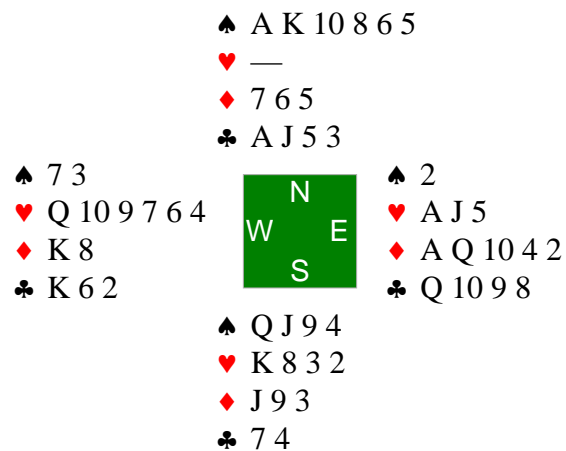 ♠ A K 10 8 6 5
♥ —
♦ 7 6 5
♣ A J 5 3
♠ 7 3
♥ Q 10 9 7 6 4
♦ K 8
♣ K 6 2
N
W E
S
♠ 2
♥ A J 5
♦ A Q 10 4 2
♣ Q 10 9 8
♠ Q J 9 4
♥ K 8 3 2
♦ J 9 3
♣ 7 4